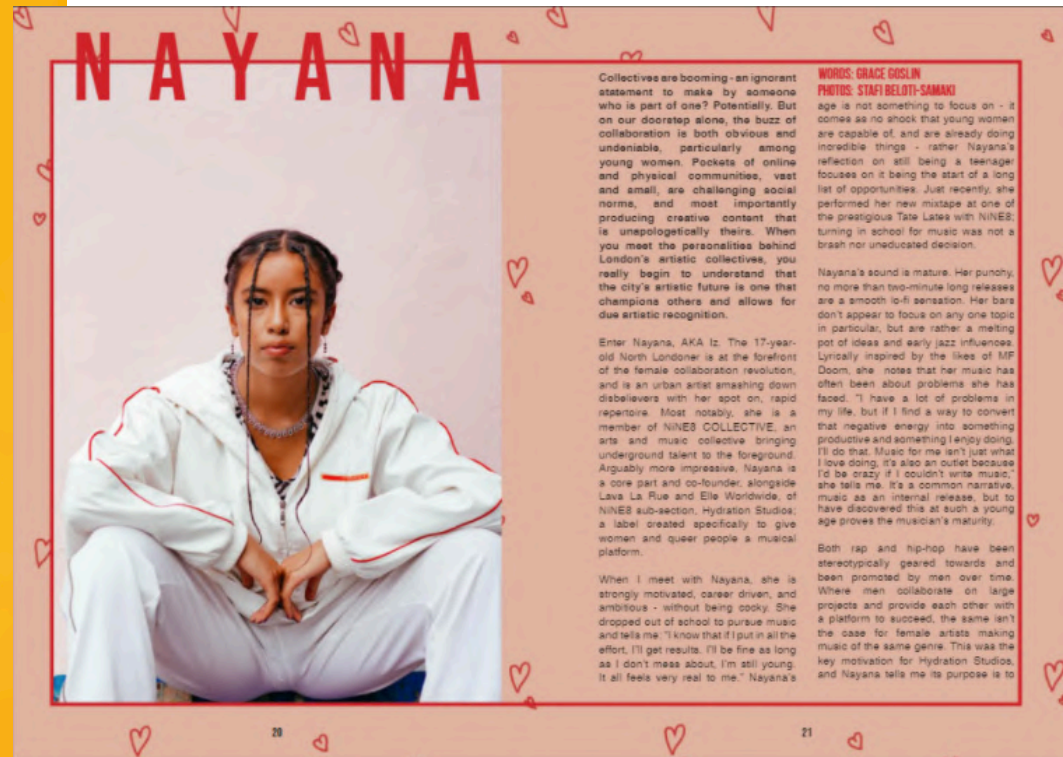 NAYANA
Collectives are booming - an ignorant
statement to make by someone
who is part of one? Potentially. But
on our doorstep alone, the buzz of
collaboration is both obvious and
undeniable, particularly among
young women. Pockets of online
and physical communities, vast
and small, are challenging social
norms, and most importantly
producing creative content that
is unapologetically theirs. When
you meet the personalities behind
London's artistic collectives, you
really begin to understand that
the city's artistic future is one that
champions others and allows for
due artistic recognition.
Enter Nayana, AKA Iz. The 17-year-
old North Londoner is at the forefront
of the female collaboration revolution,
and is an urban artist smashing down
disbelievers with her spot on, rapid
repertoire. Most notably, she is a
member of NiNE8 COLLECTIVE, an
arts and music collective bringing
underground talent to the foreground.
Arguably more impressive, Nayana is
a core part and co-founder, alongside
Lava La Rue and Elle Worldwide, of
NiNE8 sub-section, Hydration Studios;
a label created specifically to give
women and queer people a musical
platform.
When I meet with Nayana, she is
strongly motivated, career driven, and
ambitious - without being cocky. She
dropped out of school to pursue music
and tells me: "I know that if I put in all the
effort, I'll get results. I'll be fine as long
as I don't mess about, I'm still young.
It all feels very real to me." Nayana's
WORDS: GRACE GOSLIN
PHOTOS: STAFI BELOTI-SAMAKI
age is not something to focus on - it
comes as no shock that young women
are capable of, and are already doing
incredible things - rather Nayana's
reflection on still being a teenager
focuses on it being the start of a long
list of opportunities. Just recently, she
performed her new mixtape at one of
the prestigious Tate Lates with NiNE8;
turning in school for music was not a
brash nor uneducated decision.
Nayana's sound is mature. Her punchy,
no more than two-minute long releases
are a smooth lo-fi sensation. Her bars
don't appear to focus on any one topic
in particular, but are rather a melting
pot of ideas and early jazz influences.
Lyrically inspired by the likes of MF
Doom, she notes that her music has
often been about problems she has
faced. "I have a lot of problems in
my life, but if I find a way to convert
that negative energy into something
productive and something I enjoy doing,
I'll do that. Music for me isn't just what
I love doing, it's also an outlet because
I'd be crazy if I couldn't write music,"
she tells me. It's a common narrative,
music as an internal release, but to
have discovered this at such a young
age proves the musician's maturity.
Both rap and hip-hop have been
stereotypically geared towards and
been promoted by men over time.
Where men collaborate on large
projects and provide each other with
a platform to succeed, the same isn't
the case for female artists making
music of the same genre. This was the
key motivation for Hydration Studios,
and Nayana tells me its purpose is to
20
21